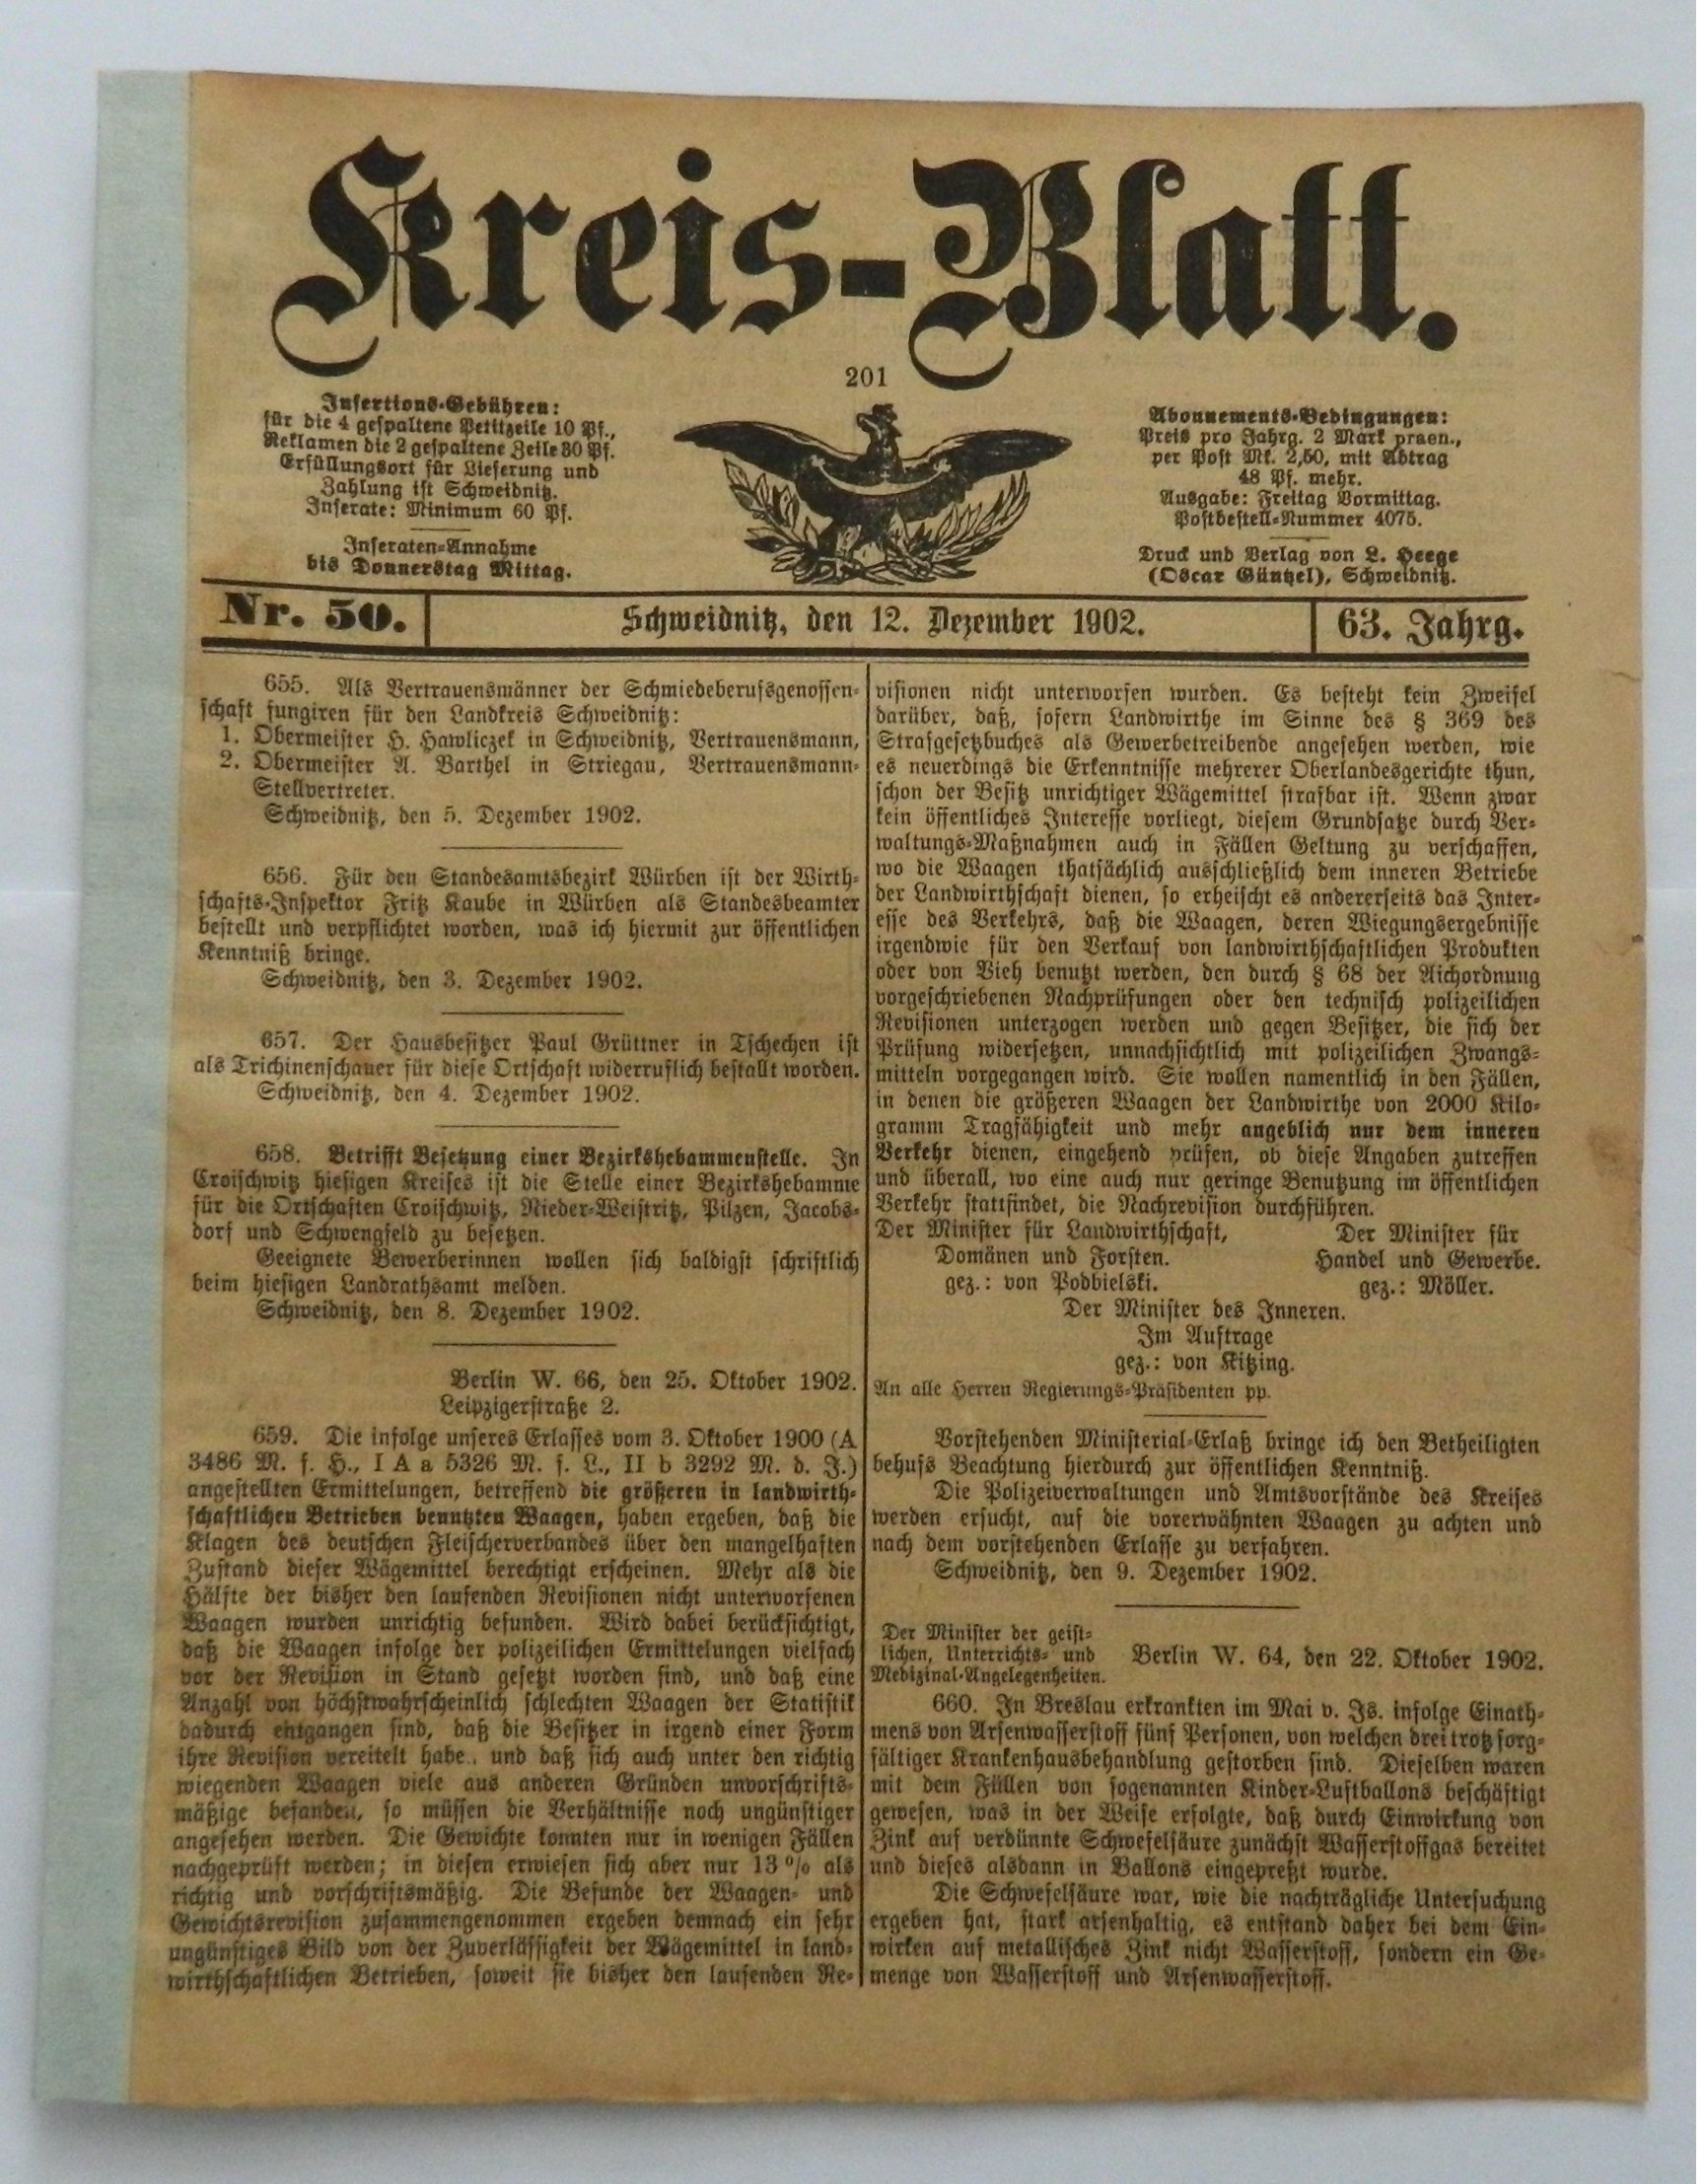 Kreis-Blatt.
201
Insertions-Gebühren:
für die 4 gespaltene Petitzeile 10 Pf.,
Reklamen die 2 gespaltene Zeile 30 Pf.
Erfüllungsort für Lieferung und
Zahlung ist Schweidnitz.
Inserate: Minimum 60 Pf.
Inseraten-Annahme
bis Donnerstag Mittag.
Abonnements-Bedingungen:
Preis pro Jahrg. 2 Mark praen.,
per Post Mk. 2,50, mit Abtrag
48 Pf. mehr.
Ausgabe: Freitag Vormittag.
Postbestell-Nummer 4075.
Druck und Verlag von L. Heege
(Oscar Güntzel), Schweidnitz.
Nr. 50.
Schweidnitz, den 12. Dezember 1902.
63. Jahrg.
655. Als Vertrauensmänner der Schmiedeberufsgenossen-
schaft fungiren für den Landkreis Schweidnitz:
1. Obermeister H. Hawliczek in Schweidnitz, Vertrauensmann,
2. Obermeister A. Barthel in Striegau, Vertrauensmann-
Stellvertreter.
Schweidnitz, den 5. Dezember 1902.
656. Für den Standesamtsbezirk Würben ist der Wirth-
schafts-Inspektor Fritz Kaube in Würben als Standesbeamter
bestellt und verpflichtet worden, was ich hiermit zur öffentlichen
Kenntniß bringe.
Schweidnitz, den 3. Dezember 1902.
657. Der Hausbesitzer Paul Grüttner in Tschechen ist
als Trichinenschauer für diese Ortschaft widerruflich bestallt worden.
Schweidnitz, den 4. Dezember 1902.
658. Betrifft Besetzung einer Bezirkshebammenstelle. In
Croischwitz hiesigen Kreises ist die Stelle einer Bezirkshebamme
für die Ortschaften Croischwitz, Nieder-Weistritz, Pilzen, Jacobs-
dorf und Schwengfeld zu besetzen.
Geeignete Bewerberinnen wollen sich baldigst schriftlich
beim hiesigen Landrathsamt melden.
Schweidnitz, den 8. Dezember 1902.
Berlin W. 66, den 25. Oktober 1902.
Leipzigerstraße 2.
659. Die infolge unseres Erlasses vom 3. Oktober 1900 (A
3486 M. f. H., I A a 5326 M. f. L., II b 3292 M. d. J.)
angestellten Ermittelungen, betreffend die größeren in landwirth-
schaftlichen Betrieben benutzten Waagen, haben ergeben, daß die
Klagen des deutschen Fleischerverbandes über den mangelhaften
Zustand dieser Wägemittel berechtigt erscheinen. Mehr als die
Hälfte der bisher den laufenden Revisionen nicht unterworfenen
Waagen wurden unrichtig befunden. Wird dabei berücksichtigt,
daß die Waagen infolge der polizeilichen Ermittelungen vielfach
vor der Revision in Stand gesetzt worden sind, und daß eine
Anzahl von höchstwahrscheinlich schlechten Waagen der Statistik
dadurch entgangen sind, daß die Besitzer in irgend einer Form
ihre Revision vereitelt habe., und daß sich auch unter den richtig
wiegenden Waagen viele aus anderen Gründen unvorschrifts-
mäßige befanden, so müssen die Verhältnisse noch ungünstiger
angesehen werden. Die Gewichte konnten nur in wenigen Fällen
nachgeprüft werden; in diesen erwiesen sich aber nur 13 % als
richtig und vorschriftsmäßig. Die Befunde der Waagen- und
Gewichtsrevision zusammengenommen ergeben demnach ein sehr
ungünstiges Bild von der Zuverlässigkeit der Wägemittel in land-
wirthschaftlichen Betrieben, soweit sie bisher den laufenden Re-
visionen nicht unterworfen wurden. Es besteht kein Zweifel
darüber, daß, sofern Landwirthe im Sinne des § 369 des
Strafgesetzbuches als Gewerbetreibende angesehen werden, wie
es neuerdings die Erkenntnisse mehrerer Oberlandesgerichte thun,
schon der Besitz unrichtiger Wägemittel strafbar ist. Wenn zwar
kein öffentliches Interesse vorliegt, diesem Grundsatze durch Ver-
waltungs-Maßnahmen auch in Fällen Geltung zu verschaffen,
wo die Waagen thatsächlich ausschließlich dem inneren Betriebe
der Landwirthschaft dienen, so erheischt es andererseits das Inter-
esse des Verkehrs, daß die Waagen, deren Wiegungsergebnisse
irgendwie für den Verkauf von landwirthschaftlichen Produkten
oder von Vieh benutzt werden, den durch § 68 der Aichordnung
vorgeschriebenen Nachprüfungen oder den technisch polizeilichen
Revisionen unterzogen werden und gegen Besitzer, die sich der
Prüfung widersetzen, unnachsichtlich mit polizeilichen Zwangs-
mitteln vorgegangen wird. Sie wollen namentlich in den Fällen,
in denen die größeren Waagen der Landwirthe von 2000 Kilo-
gramm Tragfähigkeit und mehr angeblich nur dem inneren
Verkehr dienen, eingehend prüfen, ob diese Angaben zutreffen
und überall, wo eine auch nur geringe Benutzung im öffentlichen
Verkehr stattfindet, die Nachrevision durchführen.
Der Minister für Landwirthschaft,
Domänen und Forsten.
gez.: von Podbielski.
Der Minister für
Handel und Gewerbe.
gez.: Möller.
Der Minister des Inneren.
Im Auftrage
gez.: von Kitzing.
An alle Herren Regierungs-Präsidenten pp.
Vorstehenden Ministerial-Erlaß bringe ich den Betheiligten
behufs Beachtung hierdurch zur öffentlichen Kenntniß.
Die Polizeiverwaltungen und Amtsvorstände des Kreises
werden ersucht, auf die vorerwähnten Waagen zu achten und
nach dem vorstehenden Erlasse zu verfahren.
Schweidnitz, den 9. Dezember 1902.
Der Minister der geist-
lichen, Unterrichts- und
Medizinal-Angelegenheiten.
Berlin W. 64, den 22. Oktober 1902.
660. In Breslau erkrankten im Mai v. Js. infolge Einath-
mens von Arsenwasserstoff fünf Personen, von welchen drei trotz sorg-
fältiger Krankenhausbehandlung gestorben sind. Dieselben waren
mit dem Füllen von sogenannten Kinder-Luftballons beschäftigt
gewesen, was in der Weise erfolgte, daß durch Einwirkung von
Zink auf verdünnte Schwefelsäure zunächst Wasserstoffgas bereitet
und dieses alsdann in Ballons eingepreßt wurde.
Die Schwefelsäure war, wie die nachträgliche Untersuchung
ergeben hat, stark arsenhaltig, es entstand daher bei dem Ein-
wirken auf metallisches Zink nicht Wasserstoff, sondern ein Ge-
menge von Wasserstoff und Arsenwasserstoff.